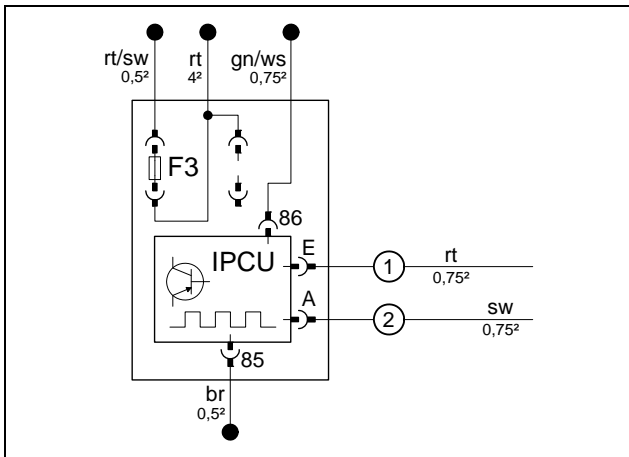 rt/sw
0,5²
rt
4²
gn/ws
0,75²
F3
86
IPCU
E
1
rt
0,75²
A
2
sw
0,75²
85
br
0,5²